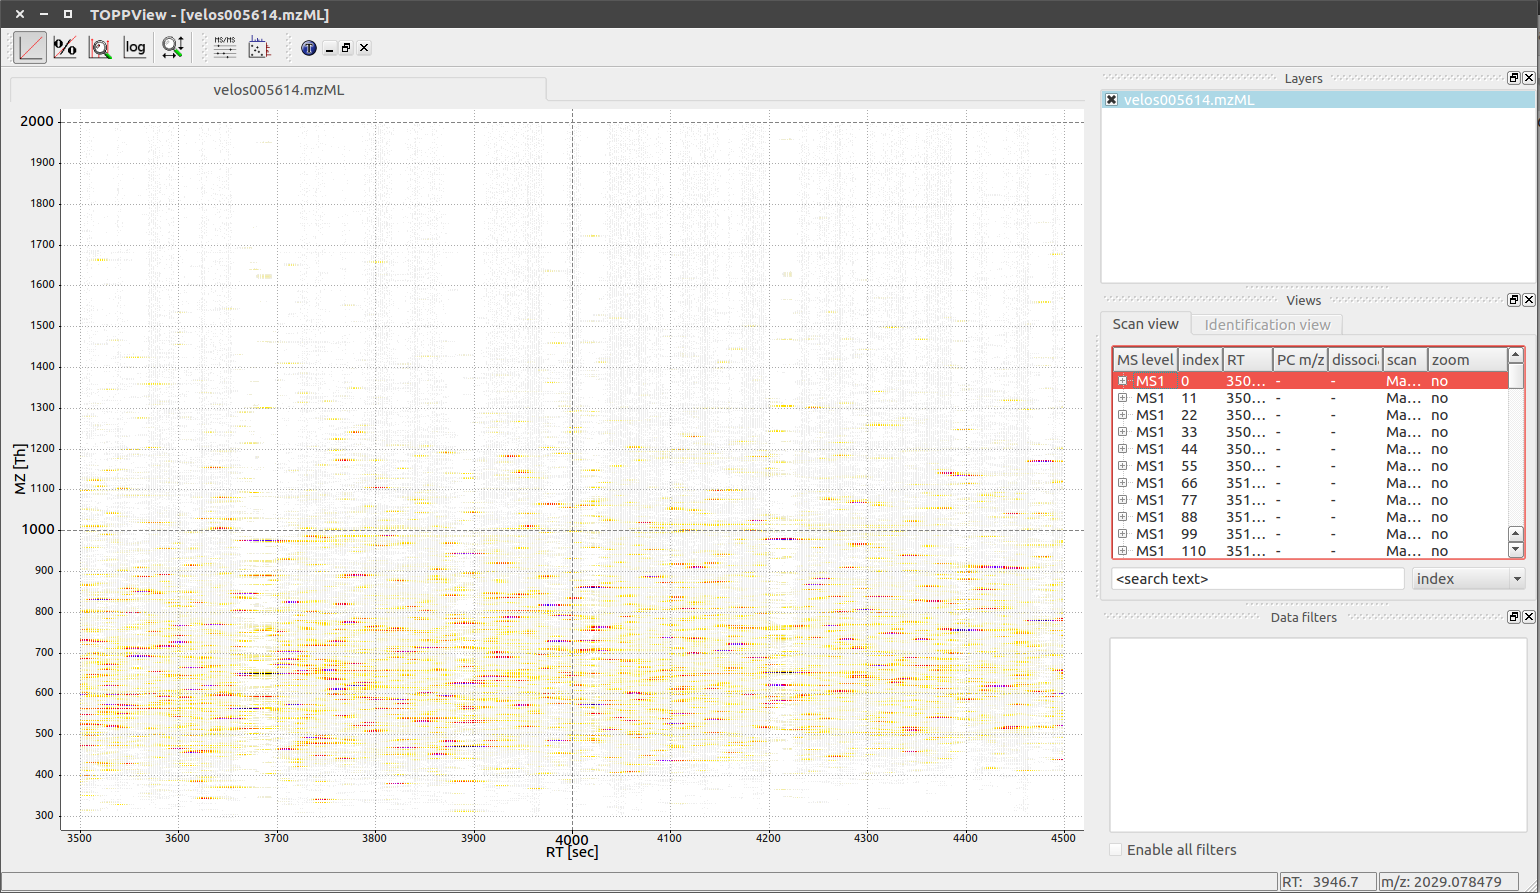 TOPPView - [velos005614.mzML]
% log MS/MS T
velos005614.mzML
Layers
velos005614.mzML
Views
Scan view Identification view
MS level index RT PC m/z dissoci scan zoom
MS1 0 350... - - Ma... no
MS1 11 350... - - Ma... no
MS1 22 350... - - Ma... no
MS1 33 350... - - Ma... no
MS1 44 350... - - Ma... no
MS1 55 350... - - Ma... no
MS1 66 351... - - Ma... no
MS1 77 351... - - Ma... no
MS1 88 351... - - Ma... no
MS1 99 351... - - Ma... no
MS1 110 351... - - Ma... no
<search text> index
Data filters
Enable all filters
MZ [Th]
2000
1900
1800
1700
1600
1500
1400
1300
1200
1100
1000
900
800
700
600
500
400
300
3500 3600 3700 3800 3900 4000 4100 4200 4300 4400 4500
RT [sec]
RT: 3946.7 m/z: 2029.078479